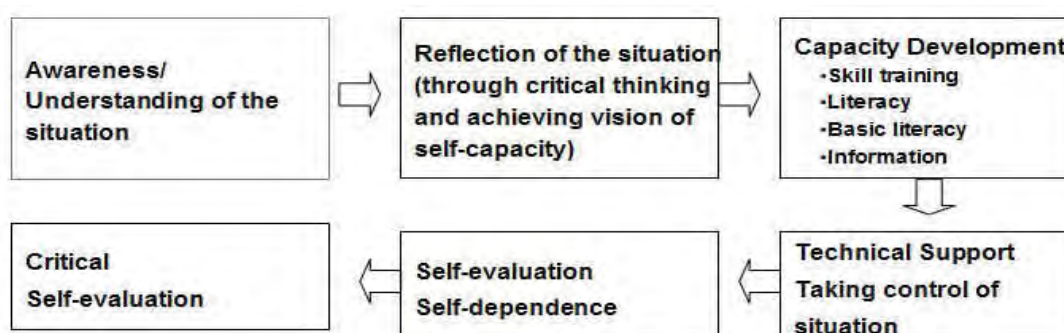 Awareness/
Understanding of the
situation
Reflection of the situation
(through critical thinking
and achieving vision of
self-capacity)
Capacity Development
•Skill training
•Literacy
•Basic literacy
•Information
Technical Support
Taking control of
situation
Self-evaluation
Self-dependence
Critical
Self-evaluation